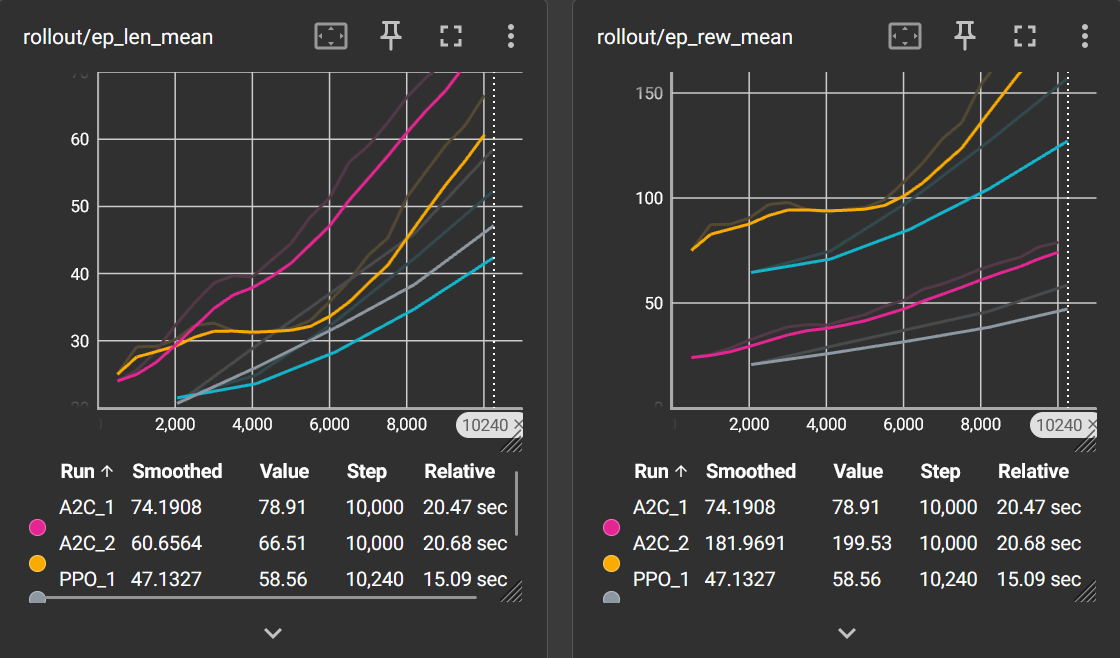 rollout/ep_len_mean
60
50
40
30
2,000 4,000 6,000 8,000 10240 ×
Run ↑ Smoothed Value Step Relative
A2C_1 74.1908 78.91 10,000 20.47 sec
A2C_2 60.6564 66.51 10,000 20.68 sec
PPO_1 47.1327 58.56 10,240 15.09 sec
rollout/ep_rew_mean
150
100
50
0
2,000 4,000 6,000 8,000 10240 ×
Run ↑ Smoothed Value Step Relative
A2C_1 74.1908 78.91 10,000 20.47 sec
A2C_2 181.9691 199.53 10,000 20.68 sec
PPO_1 47.1327 58.56 10,240 15.09 sec